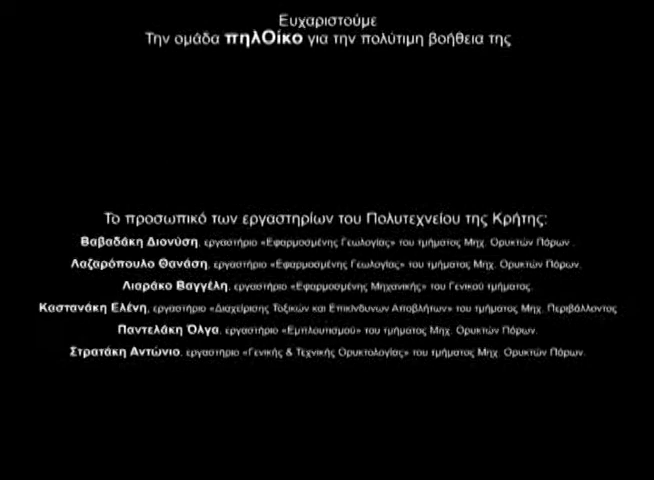 Ευχαριστούμε
Την ομάδα πηλΟίκο για την πολύτιμη βοήθεια της
Το προσωπικό των εργαστηρίων του Πολυτεχνείου της Κρήτης:
Βαβαδάκη Διονύση, εργαστήριο «Εφαρμοσμένης Γεωλογίας» του τμήματος Μηχ. Ορυκτών Πόρων.
Λαζαρόπουλο Θανάση, εργαστήριο «Εφαρμοσμένης Γεωλογίας» του τμήματος Μηχ. Ορυκτών Πόρων.
Λιαράκο Βαγγέλη, εργαστήριο «Εφαρμοσμένης Μηχανικής» του Γενικού τμήματος.
Καστανάκη Ελένη, εργαστήριο «Διαχείρισης Τοξικών και Επικίνδυνων Αποβλήτων» του τμήματος Μηχ. Περιβάλλοντος
Παντελάκη Όλγα, εργαστήριο «Εμπλουτισμού» του τμήματος Μηχ. Ορυκτών Πόρων.
Στρατάκη Αντώνιο, εργαστήριο «Γενικής & Τεχνικής Ορυκτολογίας» του τμήματος Μηχ. Ορυκτών Πόρων.